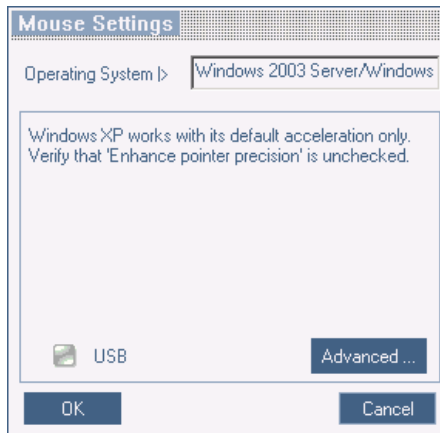 Mouse Settings
Operating System |> Windows 2003 Server/Windows
Windows XP works with its default acceleration only.
Verify that 'Enhance pointer precision' is unchecked.
USB
Advanced ...
OK
Cancel